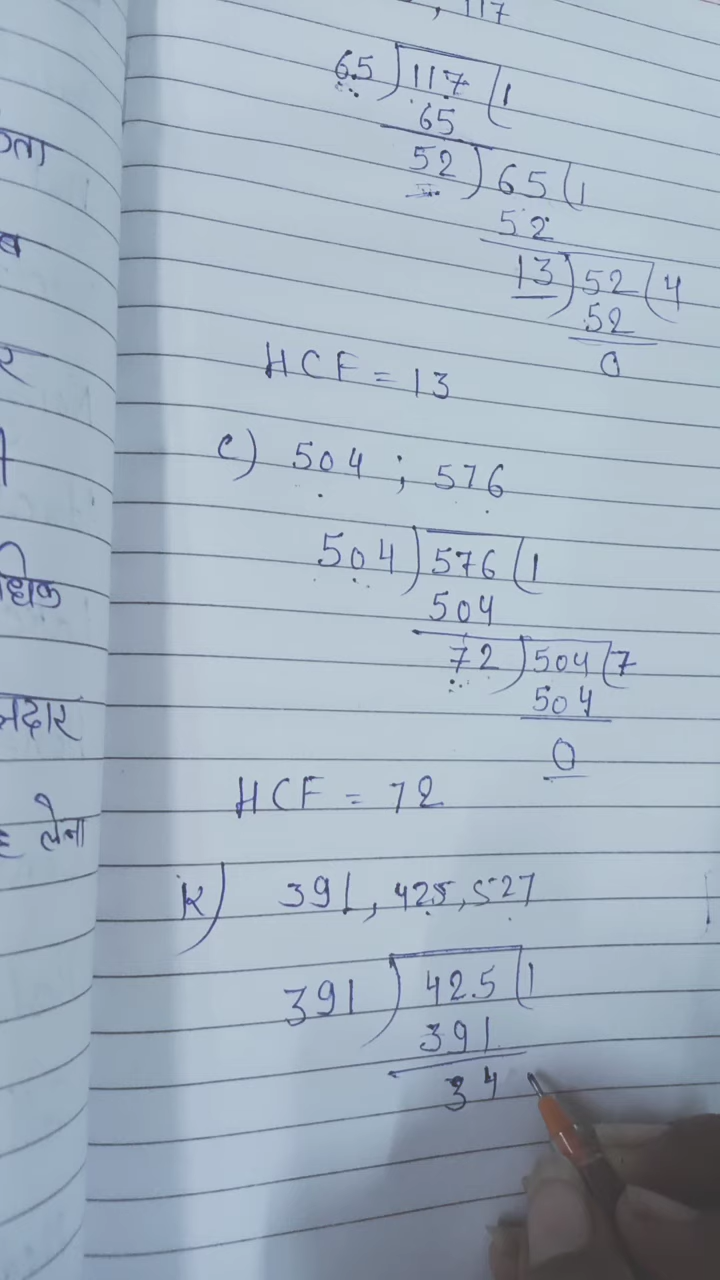 , 117
65 ) 117 ( 1
65
52 ) 65 ( 1
52
13 ) 52 ( 4
52
0
HCF = 13
c) 504 ; 576
504 ) 576 ( 1
504
72 ) 504 ( 7
504
0
HCF = 72
लेना
K) 391, 425, 527
391 ) 425 ( 1
391
34